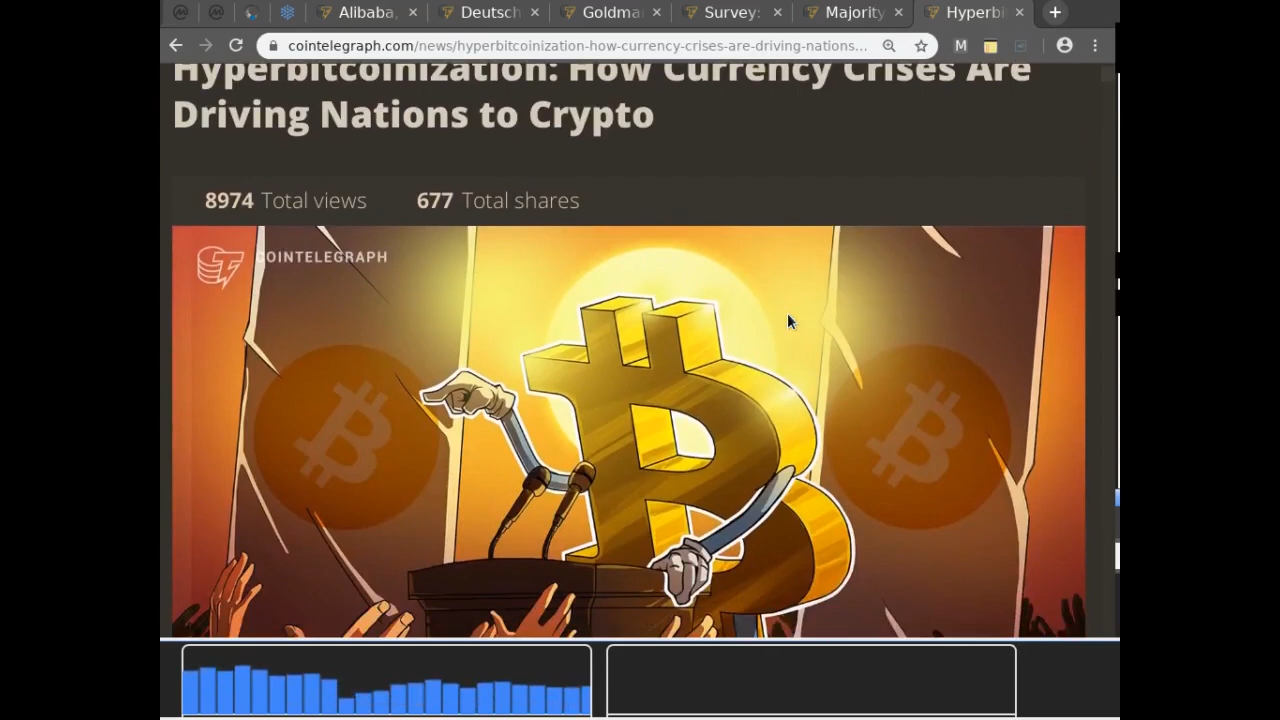 Alibaba,
Deutsch
Goldma
Survey:
Majority
Hyperbi
cointelegraph.com/news/hyperbitcoinization-how-currency-crises-are-driving-nations...
M
Hyperbitcoinization: How Currency Crises Are
Driving Nations to Crypto
8974 Total views
677 Total shares
COINTELEGRAPH